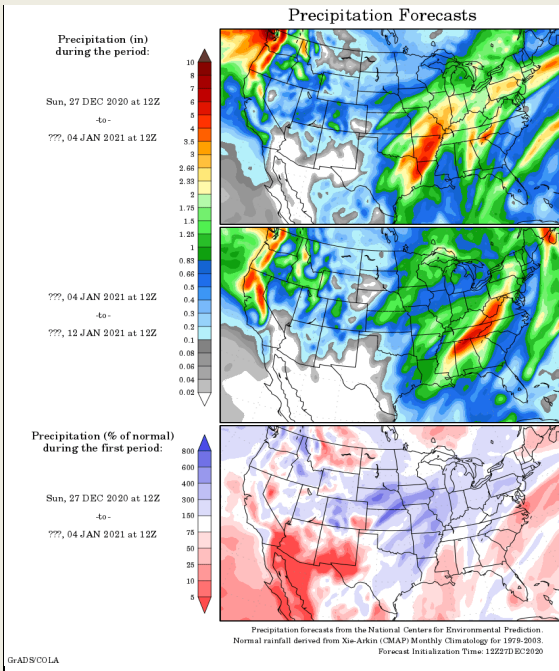 Precipitation Forecasts
Precipitation (in)
during the period:
Sun, 27 DEC 2020 at 12Z
-to-
???, 04 JAN 2021 at 12Z
10
8
7
6
5
4
3.5
3
2.66
2.33
2
1.75
1.5
1.25
1
0.83
0.66
0.5
0.4
0.3
0.2
0.1
0.08
0.06
0.04
0.02
???, 04 JAN 2021 at 12Z
-to-
???, 12 JAN 2021 at 12Z
Precipitation (% of normal)
during the first period:
Sun, 27 DEC 2020 at 12Z
-to-
???, 04 JAN 2021 at 12Z
800
600
400
300
150
75
50
25
10
5
Precipitation forecasts from the National Centers for Environmental Prediction.
Normal rainfall derived from Xie-Arkin (CMAP) Monthly Climatology for 1979-2003.
Forecast Initialization Time: 12Z27DEC2020
GrADS/COLA